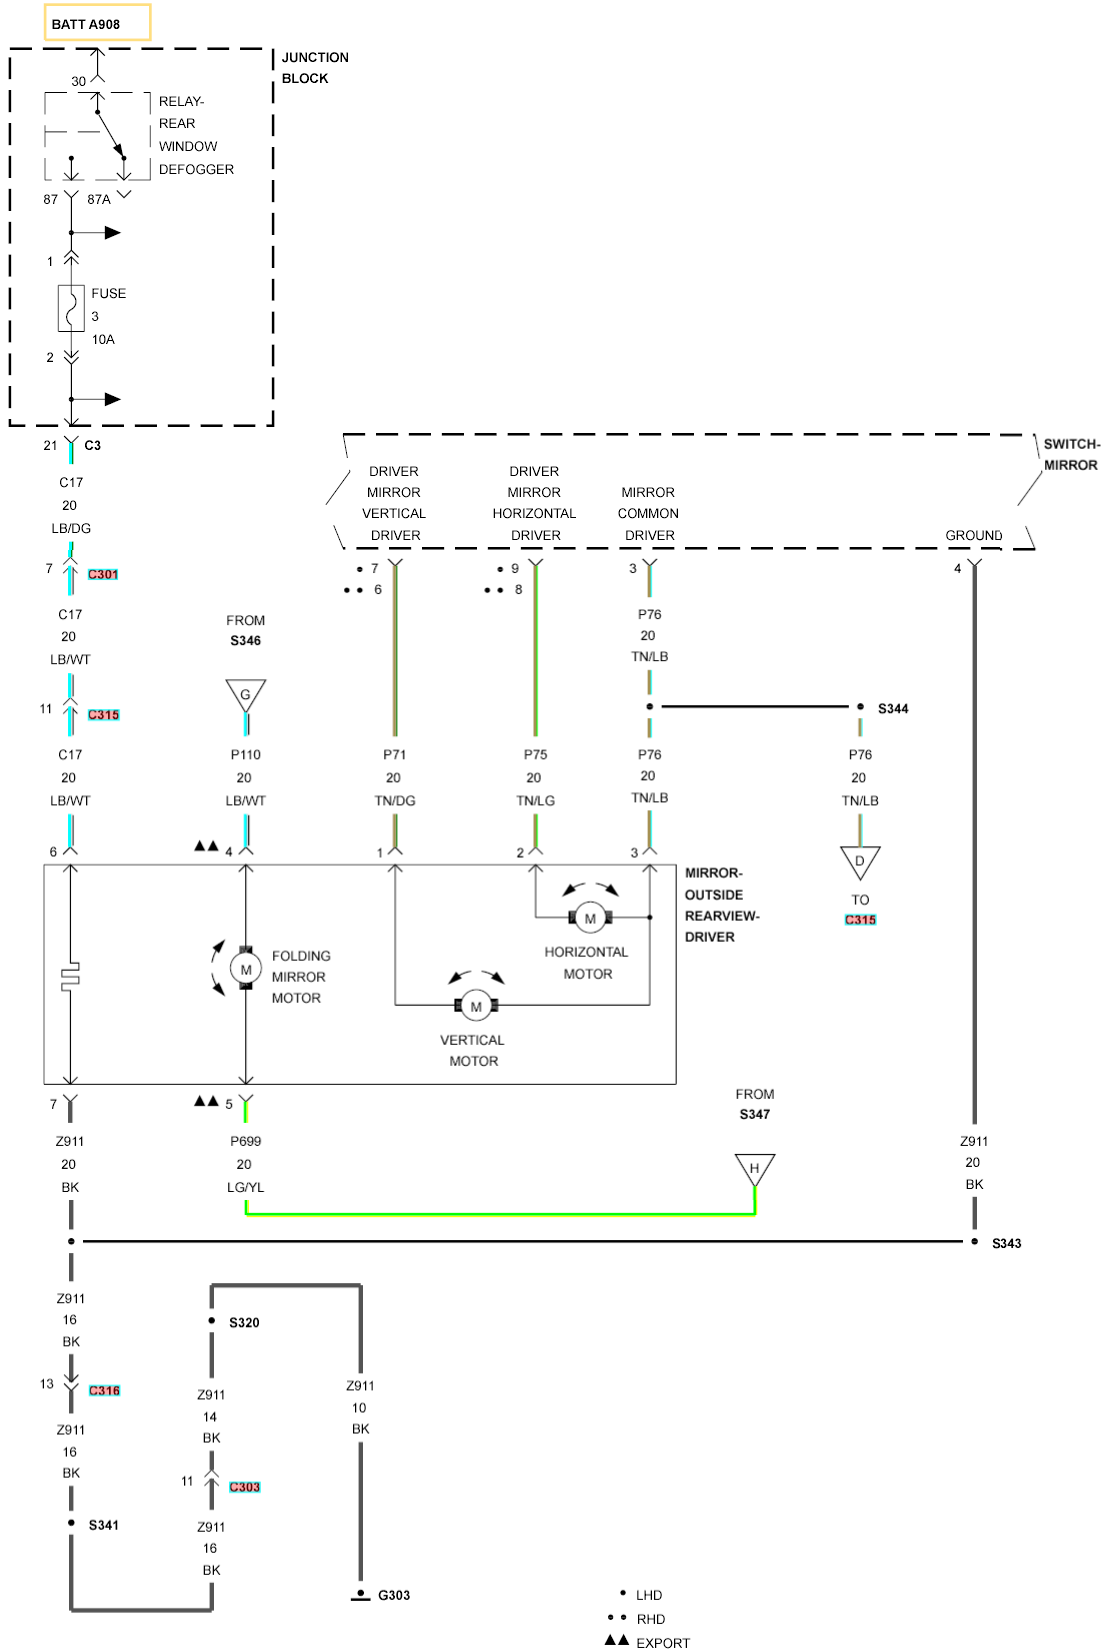 BATT A908
JUNCTION
BLOCK
30
RELAY-
REAR
WINDOW
DEFOGGER
87 87A
1
FUSE
3
10A
2
21 C3
C17
20
LB/DG
7 C301
C17
20
LB/WT
11 C315
C17
20
LB/WT
6
FROM
S346
G
P110
20
LB/WT
4
SWITCH-
MIRROR
DRIVER
MIRROR
VERTICAL
DRIVER
DRIVER
MIRROR
HORIZONTAL
DRIVER
MIRROR
COMMON
DRIVER
GROUND
7
6
9
8
3
4
P71
20
TN/DG
1
P75
20
TN/LG
2
P76
20
TN/LB
S344
P76
20
TN/LB
3
P76
20
TN/LB
D
TO
C315
MIRROR-
OUTSIDE
REARVIEW-
DRIVER
M
FOLDING
MIRROR
MOTOR
M
HORIZONTAL
MOTOR
M
VERTICAL
MOTOR
7
Z911
20
BK
5
P699
20
LG/YL
FROM
S347
H
Z911
20
BK
S343
Z911
16
BK
13 C316
Z911
16
BK
S341
S320
Z911
14
BK
11 C303
Z911
16
BK
Z911
10
BK
G303
LHD
RHD
EXPORT